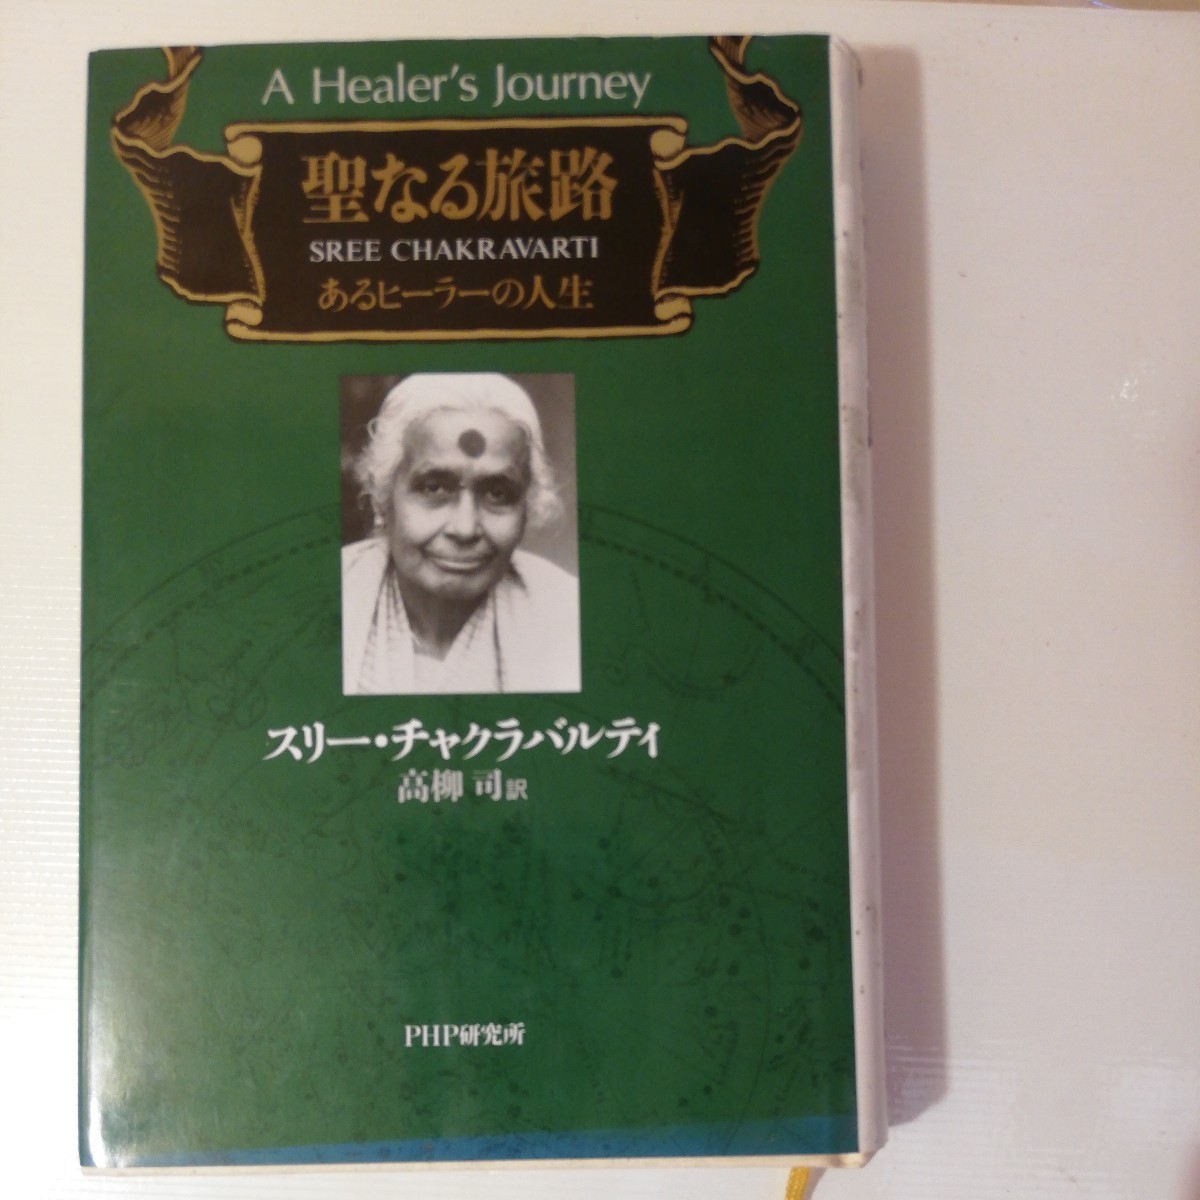 A Healer's Journey
聖なる旅路
SREE CHAKRAVARTI
あるヒーラーの人生
スリー・チャクラバルティ
高柳 司訳
PHP研究所